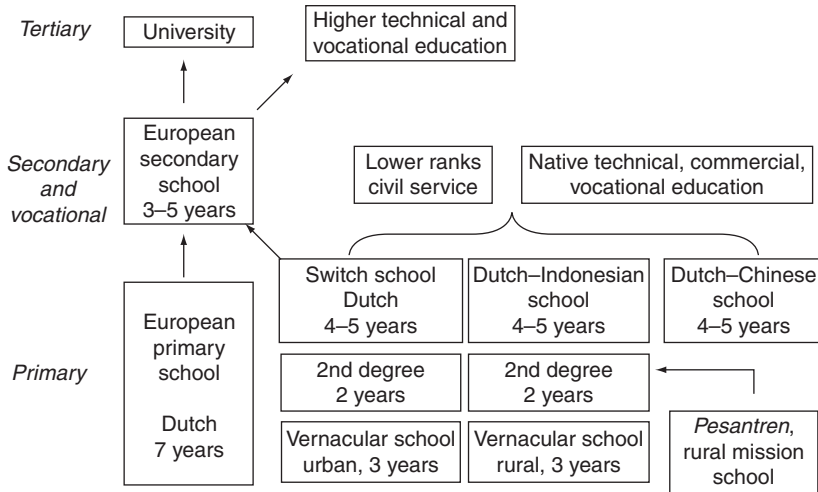 Tertiary
University
Higher technical and
vocational education
Secondary
and
vocational
European
secondary
school
3–5 years
Lower ranks
civil service
Native technical, commercial,
vocational education
Primary
European
primary
school
Dutch
7 years
Switch school
Dutch
4–5 years
Dutch–Indonesian
school
4–5 years
Dutch–Chinese
school
4–5 years
2nd degree
2 years
2nd degree
2 years
Vernacular school
urban, 3 years
Vernacular school
rural, 3 years
Pesantren,
rural mission
school